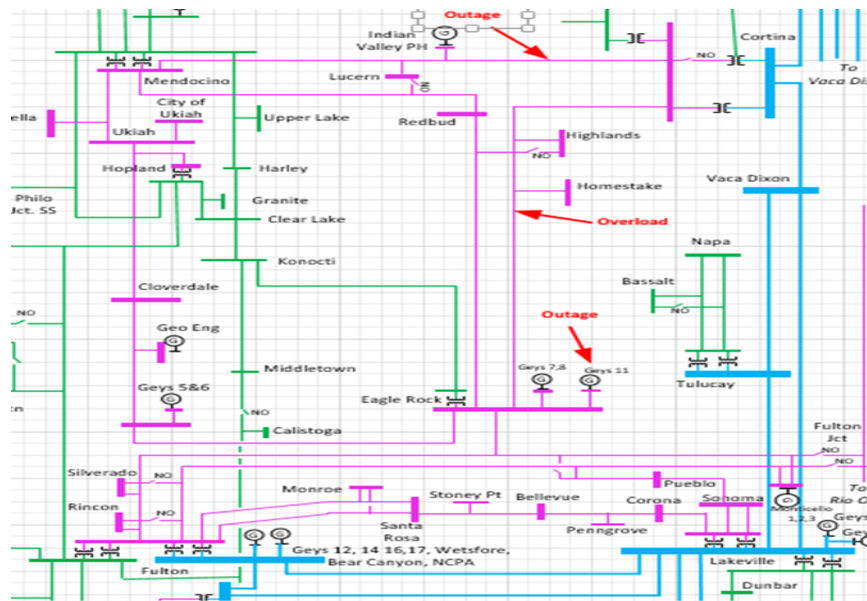 Outage
Indian
Valley PH
Cortina
NO
To
Vaca Di
Mendocino
Lucern
NO
City of
Ukiah
ella
Ukiah
Upper Lake
Redbud
Highlands
NO
Hopland
Harley
Homestake
Vaca Dixon
Philo
Jct. SS
Granite
Clear Lake
Overload
Napa
Konocti
Bassalt
NO
Cloverdale
NO
Geo Eng
G
Outage
Middletown
Geys 7,8
Geys 11
G
G
Tulucay
Geys 5&6
G
Eagle Rock
NO
Calistoga
Fulton
Jct
NO
NO
Silverado
NO
Monroe
Stoney Pt
Bellevue
Pueblo
Corona
Sonoma
To
Rio O
Rincon
NO
G
Monticello
1,2,3
Geys
G
Gey
Santa
Rosa
Penngrove
G
G
Geys 12, 14 16,17, Wetsfore,
Bear Canyon, NCPA
Fulton
Lakeville
Dunbar